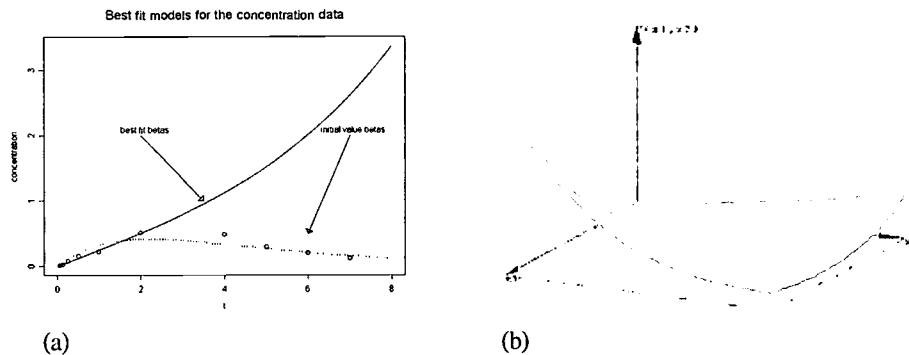 Best fit models for the concentration data
concentration
3
2
1
0
best fit betas
initial value betas
0
2
4
6
8
t
(a)
(b)